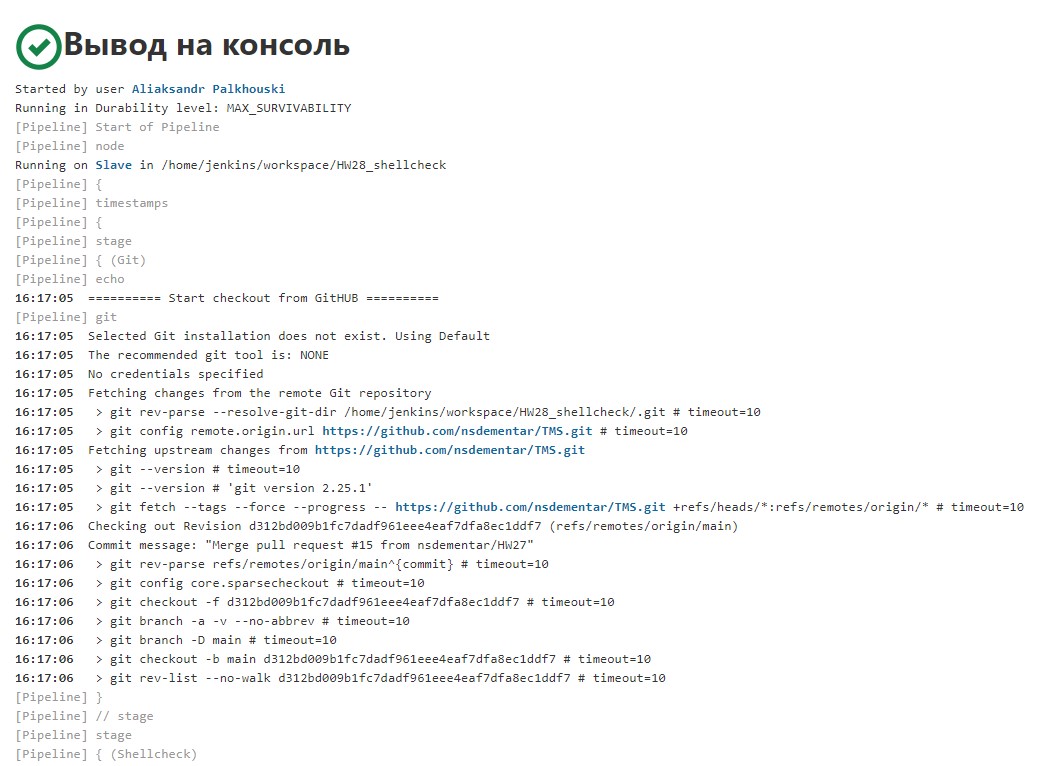 Вывод на консоль
Started by user Aliaksandr Palkhouski
Running in Durability level: MAX_SURVIVABILITY
[Pipeline] Start of Pipeline
[Pipeline] node
Running on Slave in /home/jenkins/workspace/HW28_shellcheck
[Pipeline] {
[Pipeline] timestamps
[Pipeline] {
[Pipeline] stage
[Pipeline] { (Git)
[Pipeline] echo
16:17:05  ========== Start checkout from GitHUB ==========
[Pipeline] git
16:17:05  Selected Git installation does not exist. Using Default
16:17:05  The recommended git tool is: NONE
16:17:05  No credentials specified
16:17:05  Fetching changes from the remote Git repository
16:17:05   > git rev-parse --resolve-git-dir /home/jenkins/workspace/HW28_shellcheck/.git # timeout=10
16:17:05   > git config remote.origin.url https://github.com/nsdementar/TMS.git # timeout=10
16:17:05  Fetching upstream changes from https://github.com/nsdementar/TMS.git
16:17:05   > git --version # timeout=10
16:17:05   > git --version # 'git version 2.25.1'
16:17:05   > git fetch --tags --force --progress -- https://github.com/nsdementar/TMS.git +refs/heads/*:refs/remotes/origin/* # timeout=10
16:17:06  Checking out Revision d312bd009b1fc7dadf961eee4eaf7dfa8ec1ddf7 (refs/remotes/origin/main)
16:17:06  Commit message: "Merge pull request #15 from nsdementar/HW27"
16:17:06   > git rev-parse refs/remotes/origin/main^{commit} # timeout=10
16:17:06   > git config core.sparsecheckout # timeout=10
16:17:06   > git checkout -f d312bd009b1fc7dadf961eee4eaf7dfa8ec1ddf7 # timeout=10
16:17:06   > git branch -a -v --no-abbrev # timeout=10
16:17:06   > git branch -D main # timeout=10
16:17:06   > git checkout -b main d312bd009b1fc7dadf961eee4eaf7dfa8ec1ddf7 # timeout=10
16:17:06   > git rev-list --no-walk d312bd009b1fc7dadf961eee4eaf7dfa8ec1ddf7 # timeout=10
[Pipeline] }
[Pipeline] // stage
[Pipeline] stage
[Pipeline] { (Shellcheck)